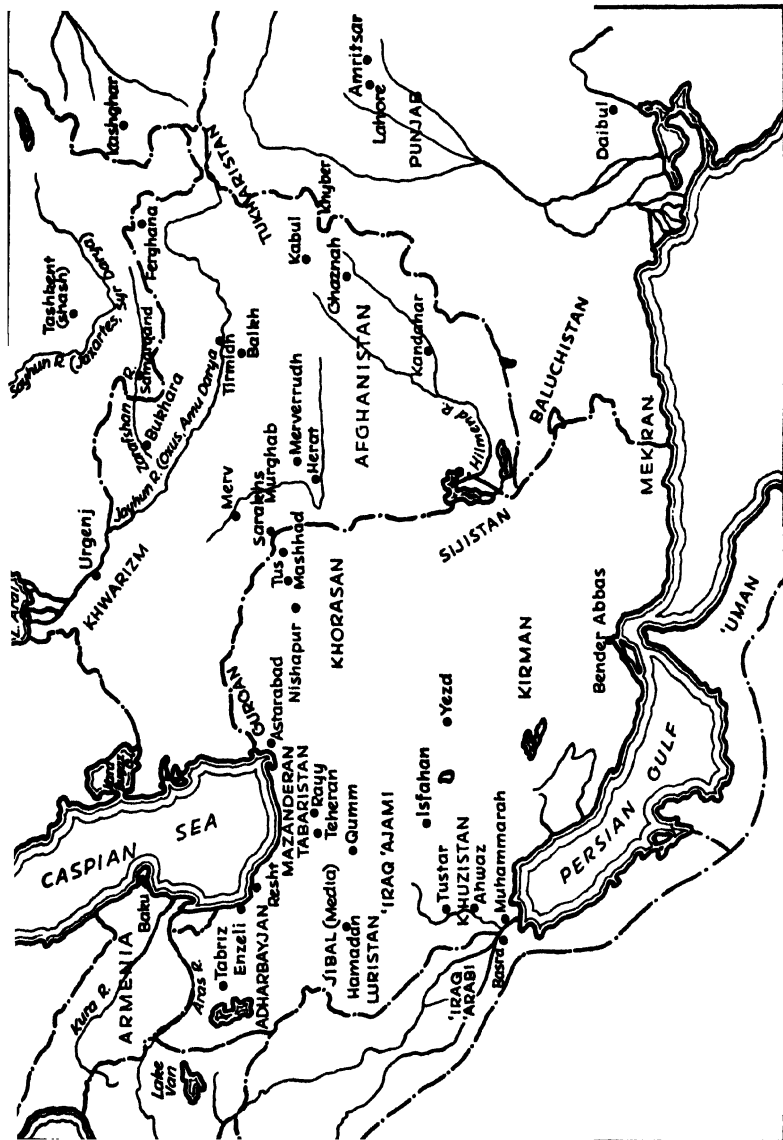 CASPIAN
SEA
Baku
ARMENIA
Kura R.
Aras R.
Lake
Van
Tabriz
Enzeli
ADHARBAYJAN
Resht
JIBAL (Media)
Hamadan
LURISTAN
'IRAQ 'AJAMI
'IRAQ
ARABI
Basra
Muhammarah
Tustar
KHUZISTAN
Ahwaz
MAZANDERAN
TABARISTAN
Rayy
Teheran
Qumm
Isfahan
Yezd
GURGAN
Astarabad
Nishapur
Tus
Mashhad
Sarakhs
Murghab
KHORASAN
KIRMAN
Bender Abbas
PERSIAN GULF
'UMAN
L. Aral
KHWARIZM
Urgenj
Jayhun R. (Oxus, Amu Darya)
Zarafshan R.
Bukhara
Samarqand
Sayhun R. (Jaxartes, Syr Darya)
Tashkent
(Shash)
Ferghana
Kashghar
Merv
Merverrudh
Herat
Tirmidh
Balkh
TUKHARISTAN
Kabul
Khyber
Ghaznah
AFGHANISTAN
Kandahar
Hilmend R.
SIJISTAN
BALUCHISTAN
MEKRAN
Amritsar
Lahore
PUNJAB
Daibul